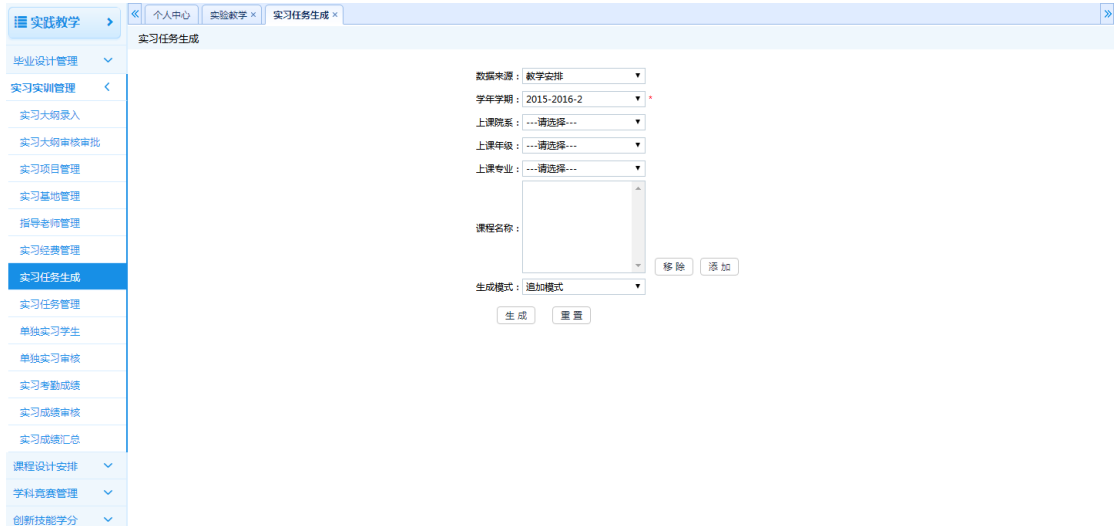 实践教学
个人中心
实验教学 ×
实习任务生成 ×
实习任务生成
毕业设计管理
实习实训管理
实习大纲录入
实习大纲审核审批
实习项目管理
实习基地管理
指导老师管理
实习经费管理
实习任务生成
实习任务管理
单独实习学生
单独实习审核
实习考勤成绩
实习成绩审核
实习成绩汇总
课程设计安排
学科竞赛管理
创新技能学分
数据来源：教学安排
学年学期：2015-2016-2 *
上课院系：---请选择---
上课年级：---请选择---
上课专业：---请选择---
课程名称：
移 除 添 加
生成模式：追加模式
生 成 重 置